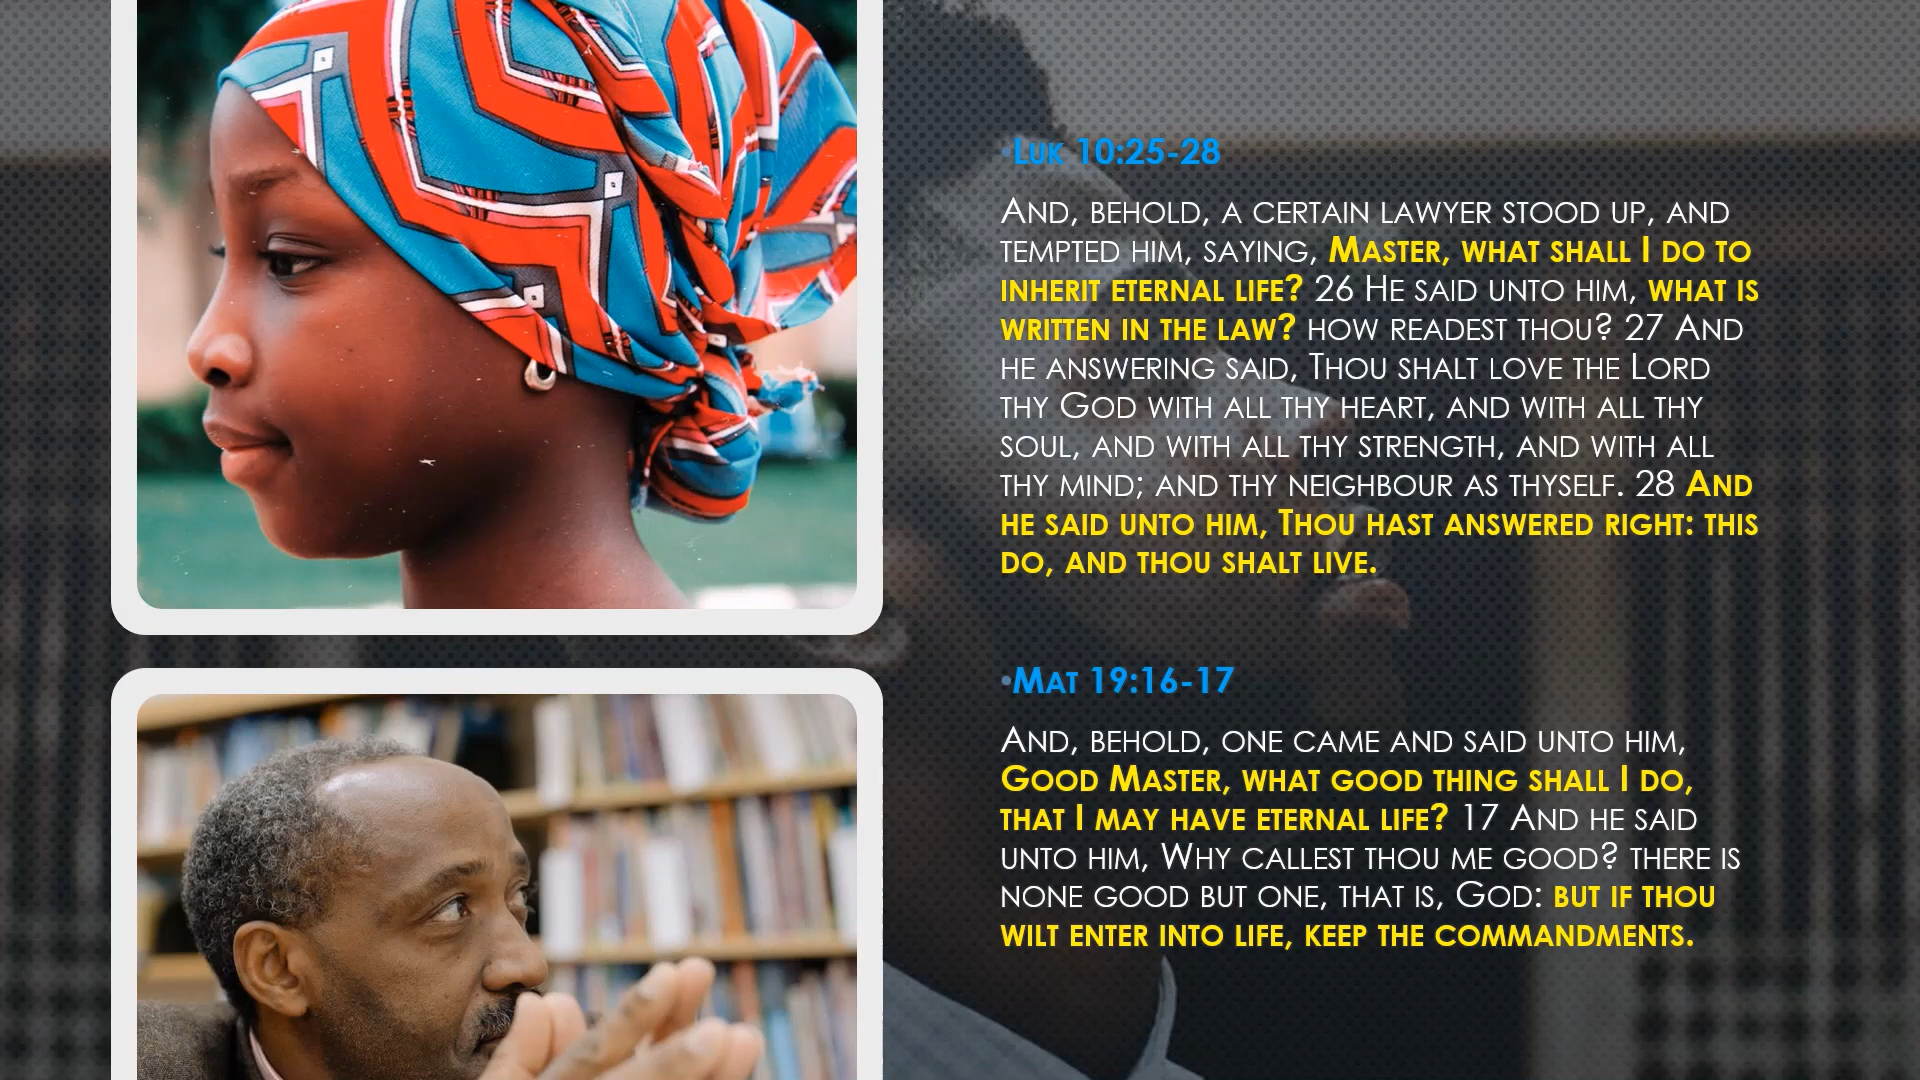 •Luk 10:25-28
And, behold, a certain lawyer stood up, and
tempted him, saying, Master, what shall I do to
inherit eternal life? 26 He said unto him, what is
written in the law? how readest thou? 27 And
he answering said, Thou shalt love the Lord
thy God with all thy heart, and with all thy
soul, and with all thy strength, and with all
thy mind; and thy neighbour as thyself. 28 And
he said unto him, Thou hast answered right: this
do, and thou shalt live.
•Mat 19:16-17
And, behold, one came and said unto him,
Good Master, what good thing shall I do,
that I may have eternal life? 17 And he said
unto him, Why callest thou me good? there is
none good but one, that is, God: but if thou
wilt enter into life, keep the commandments.